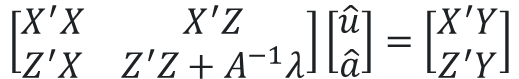 [X′X X′Z] [û] = [X′Y]
[Z′X Z′Z + A⁻¹λ] [â] = [Z′Y]